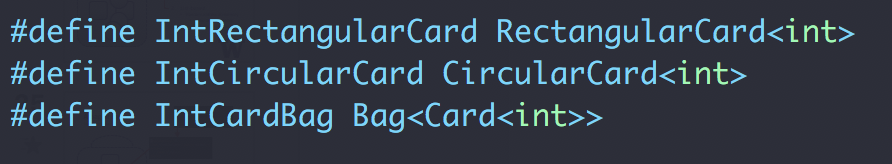 #define IntRectangularCard RectangularCard<int>
#define IntCircularCard CircularCard<int>
#define IntCardBag Bag<Card<int>>